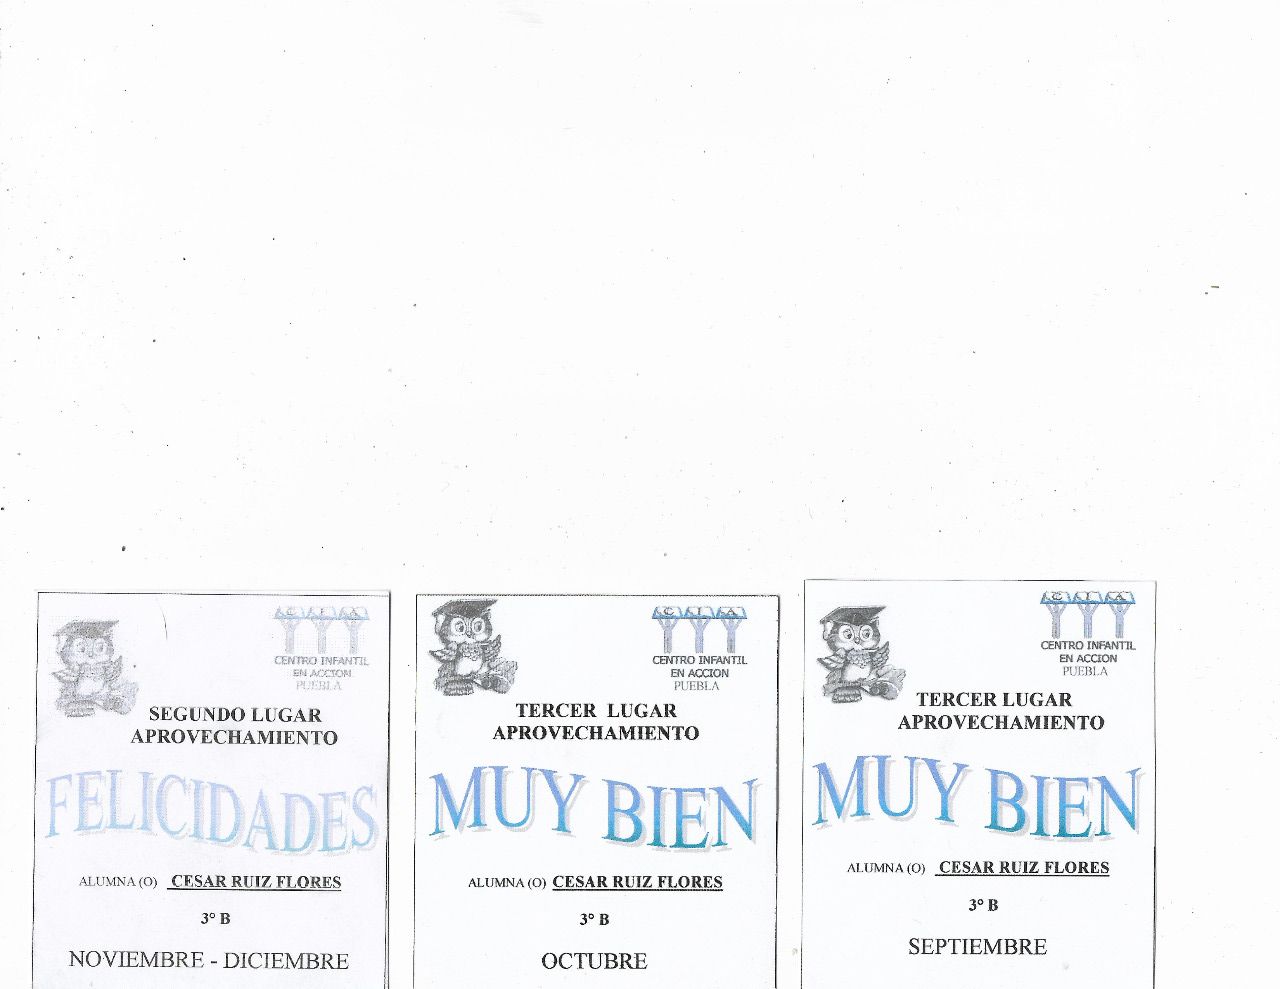 C I A
CENTRO INFANTIL
EN ACCION
PUEBLA
SEGUNDO LUGAR
APROVECHAMIENTO
FELICIDADES
ALUMNA (O) CESAR RUIZ FLORES
3° B
NOVIEMBRE - DICIEMBRE
C I A
CENTRO INFANTIL
EN ACCION
PUEBLA
TERCER LUGAR
APROVECHAMIENTO
MUY BIEN
ALUMNA (O) CESAR RUIZ FLORES
3° B
OCTUBRE
C I A
CENTRO INFANTIL
EN ACCION
PUEBLA
TERCER LUGAR
APROVECHAMIENTO
MUY BIEN
ALUMNA (O) CESAR RUIZ FLORES
3° B
SEPTIEMBRE